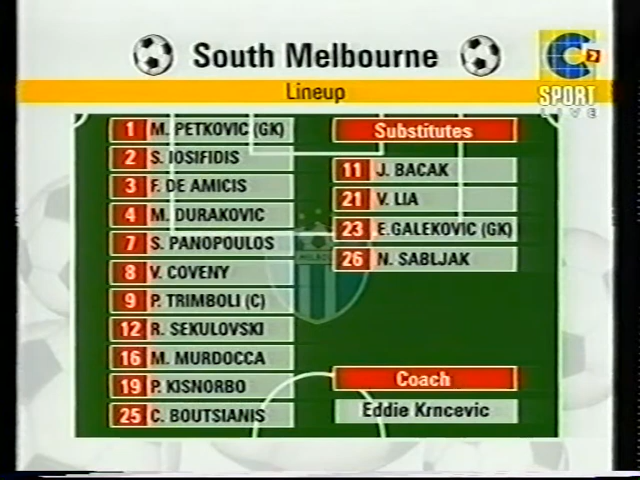 South Melbourne
C7
SPORT
LIVE
Lineup
1 M. PETKOVIC (GK)
2 S. IOSIFIDIS
3 F. DE AMICIS
4 M. DURAKOVIC
7 S. PANOPOULOS
8 V. COVENY
9 P. TRIMBOLI (C)
12 R. SEKULOVSKI
16 M. MURDOCCA
19 P. KISNORBO
25 C. BOUTSIANIS
Substitutes
11 J. BACAK
21 V. LIA
23 E.GALEKOVIC (GK)
26 N. SABLJAK
Coach
Eddie Krncevic